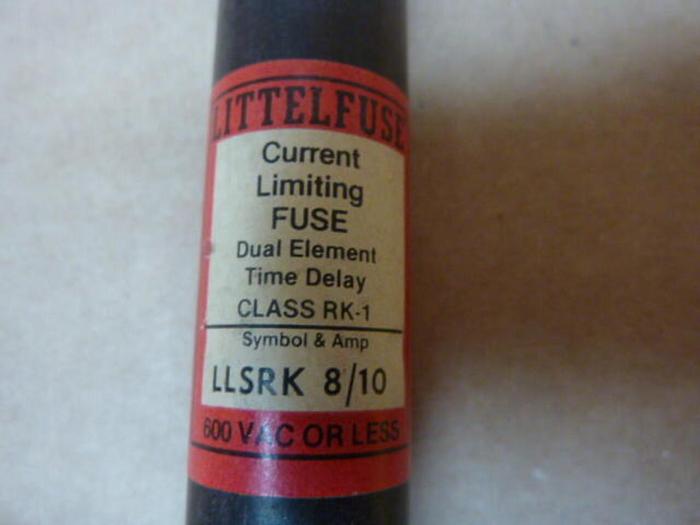 LITTELFUSE
Current
Limiting
FUSE
Dual Element
Time Delay
CLASS RK-1
Symbol & Amp
LLSRK 8/10
600 VAC OR LESS